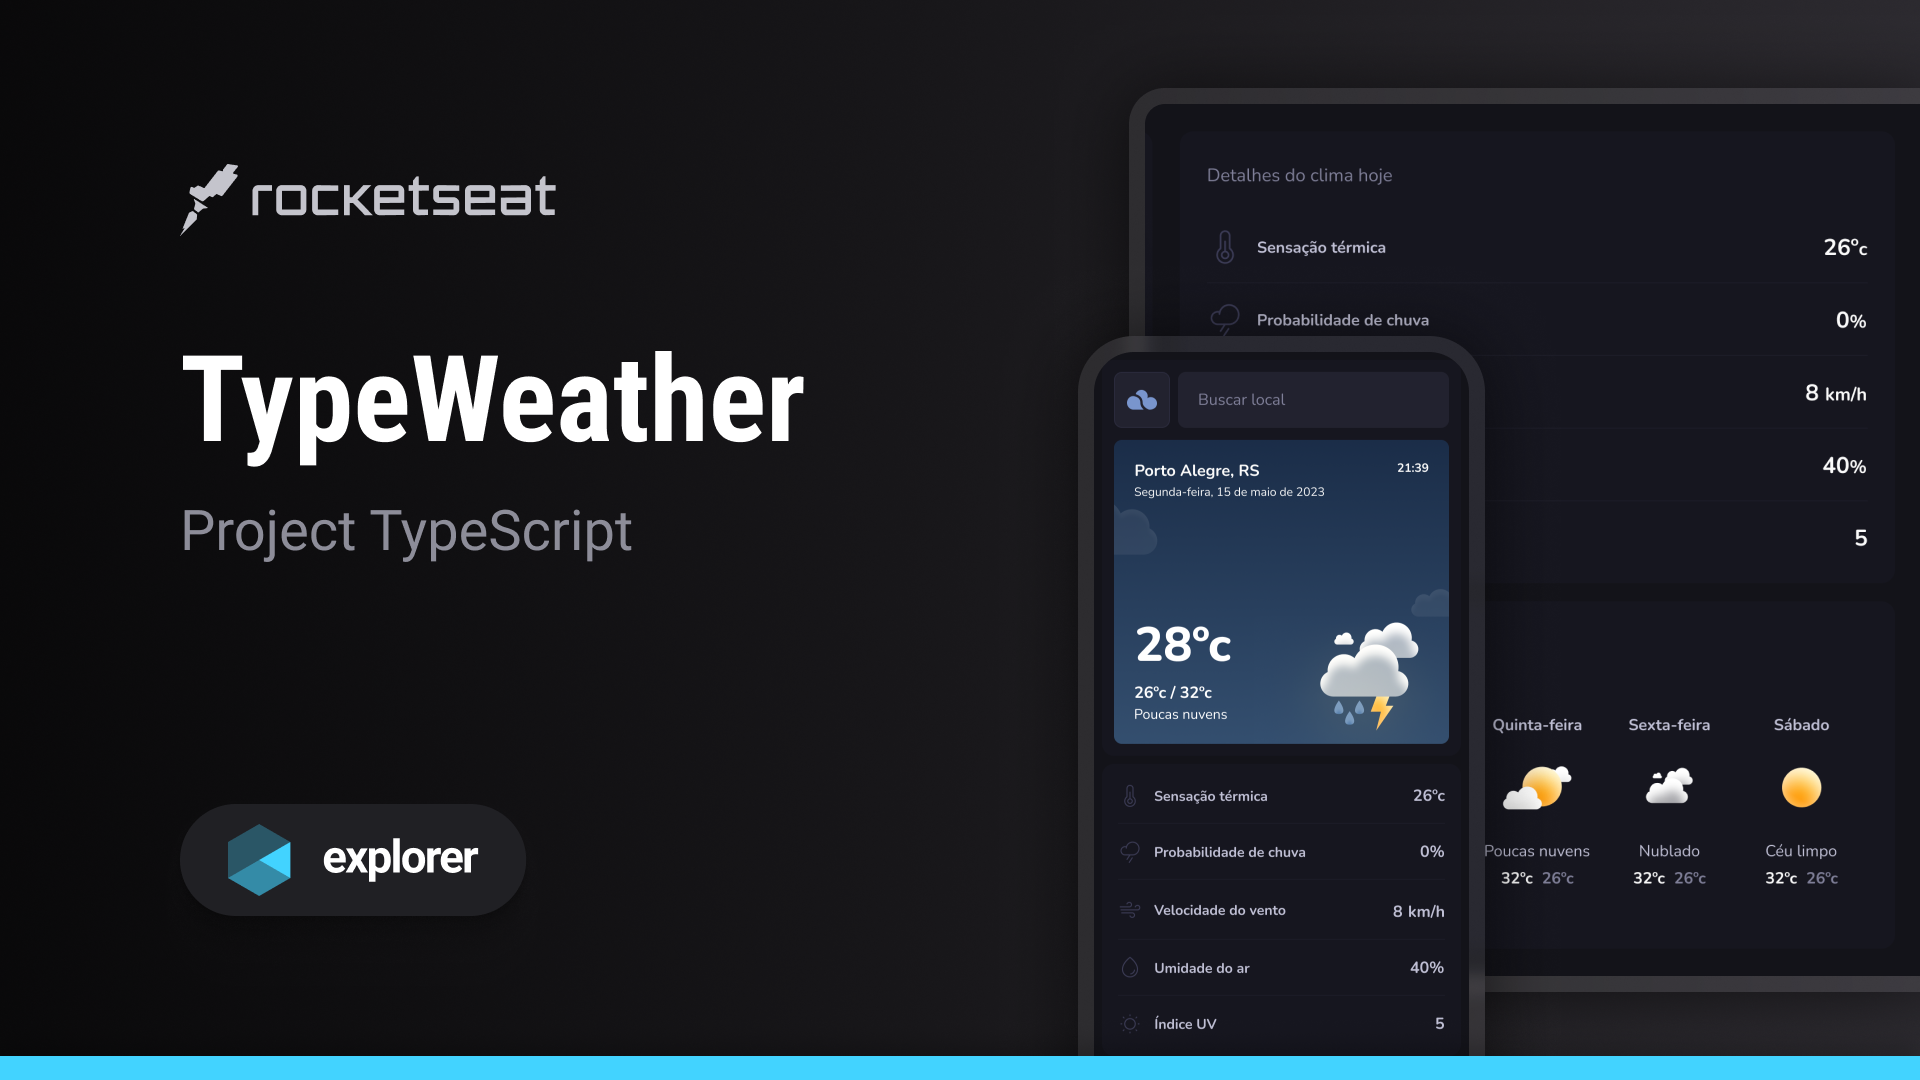 rocketseat
TypeWeather
Project TypeScript
explorer
Detalhes do clima hoje
Sensação térmica 26ºc
Probabilidade de chuva 0%
8 km/h
40%
5
Quinta-feira Sexta-feira Sábado
Poucas nuvens Nublado Céu limpo
32ºc 26ºc 32ºc 26ºc 32ºc 26ºc
Buscar local
Porto Alegre, RS 21:39
Segunda-feira, 15 de maio de 2023
28ºc
26ºc / 32ºc
Poucas nuvens
Sensação térmica 26ºc
Probabilidade de chuva 0%
Velocidade do vento 8 km/h
Umidade do ar 40%
Índice UV 5